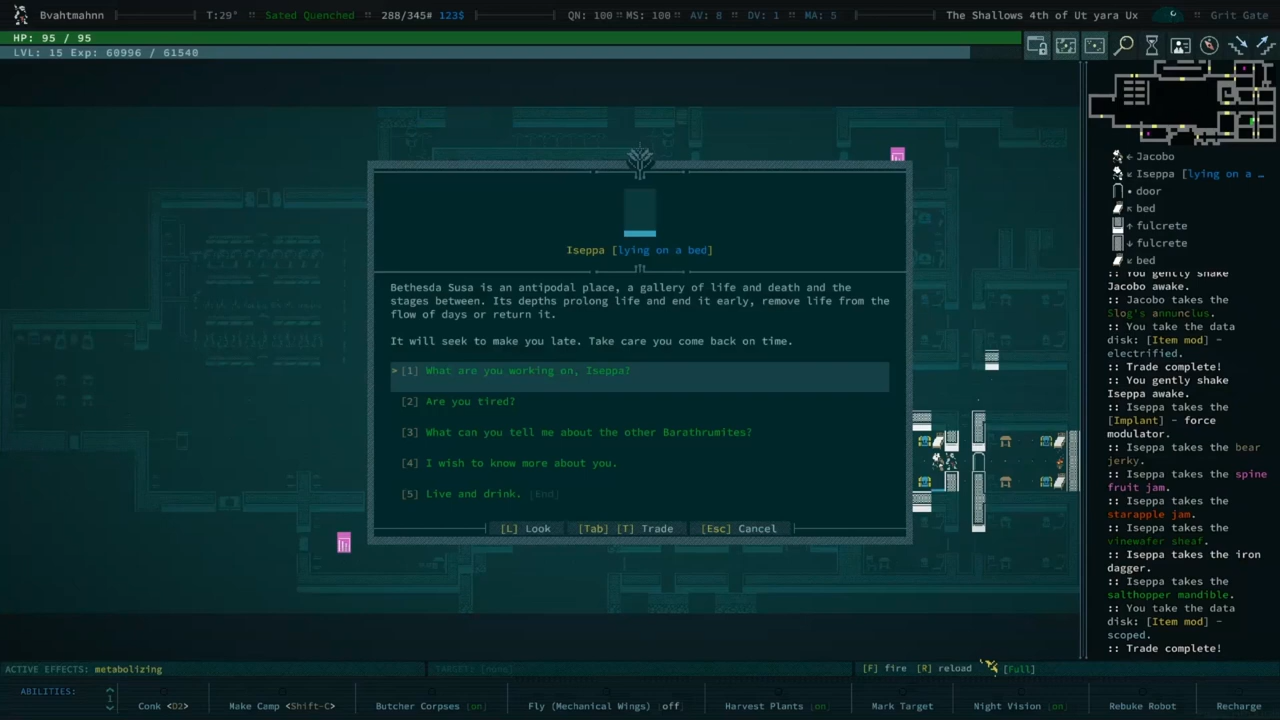 Bvahtmahnn T:29° Sated Quenched 288/345# 123$ QN: 100 MS: 100 AV: 8 DV: 1 MA: 5 The Shallows 4th of Ut yara Ux Grit Gate
HP: 95 / 95
LVL: 15 Exp: 60996 / 61540
Iseppa [lying on a bed]
Bethesda Susa is an antipodal place, a gallery of life and death and the
stages between. Its depths prolong life and end it early, remove life from the
flow of days or return it.
It will seek to make you late. Take care you come back on time.
> [1] What are you working on, Iseppa?
[2] Are you tired?
[3] What can you tell me about the other Barathrumites?
[4] I wish to know more about you.
[5] Live and drink. [End]
[L] Look [Tab] [T] Trade [Esc] Cancel
Jacobo
Iseppa [lying on a …
door
bed
fulcrete
fulcrete
bed
:: You gently shake
Jacobo awake.
:: Jacobo takes the
Slog's annunclus.
:: You take the data
disk: [Item mod] -
electrified.
:: Trade complete!
:: You gently shake
Iseppa awake.
:: Iseppa takes the
[Implant] - force
modulator.
:: Iseppa takes the bear
jerky.
:: Iseppa takes the spine
fruit jam.
:: Iseppa takes the
starapple jam.
:: Iseppa takes the
vinewafer sheaf.
:: Iseppa takes the iron
dagger.
:: Iseppa takes the
salthopper mandible.
:: You take the data
disk: [Item mod] -
scoped.
:: Trade complete!
ACTIVE EFFECTS: metabolizing TARGET: [none] [F] fire [R] reload [Full]
ABILITIES: 1 Conk <O2> Make Camp <Shift-C> Butcher Corpses [on] Fly (Mechanical Wings) [off] Harvest Plants [on] Mark Target Night Vision [on] Rebuke Robot Recharge